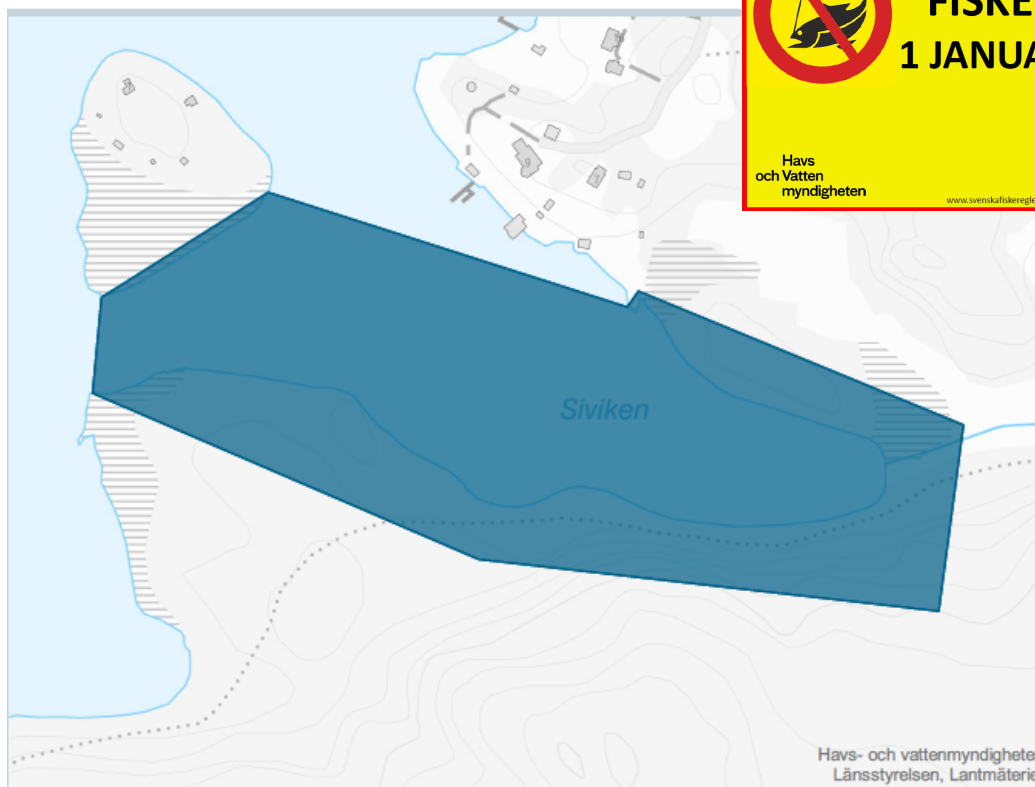 FISKE
1 JANUA
Havs
och Vatten
myndigheten
www.svenskafiskeregle
Siviken
Havs- och vattenmyndighete
Länsstyrelsen, Lantmäterie